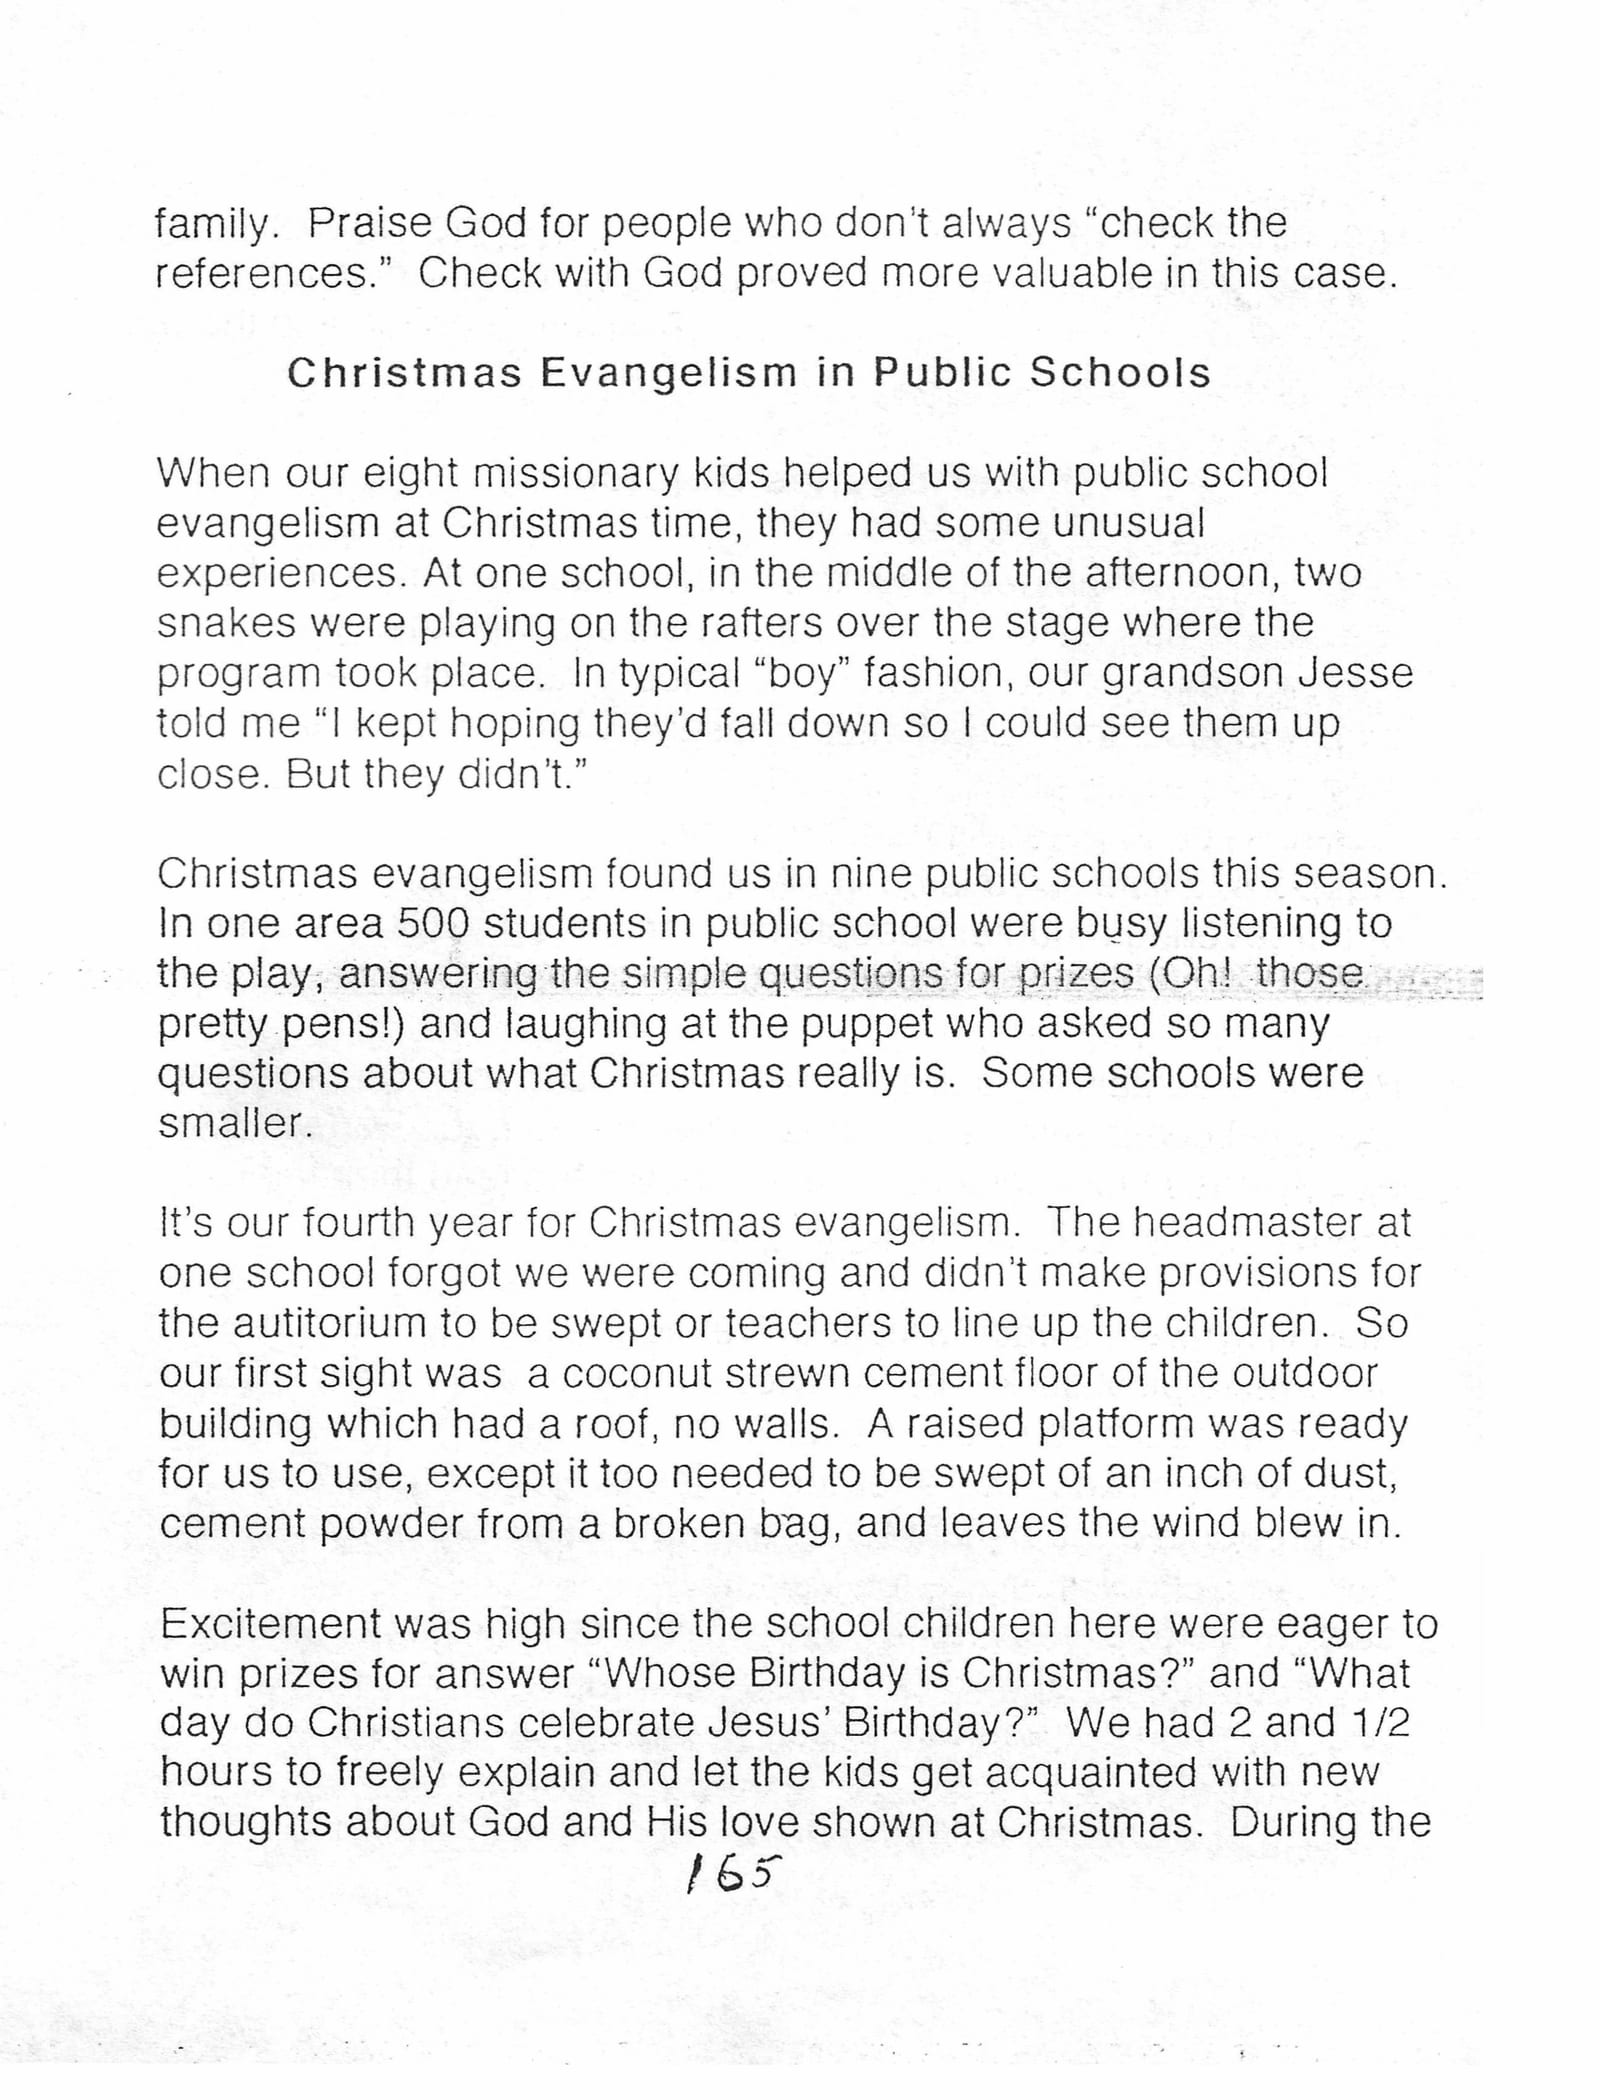 family.  Praise God for people who don't always “check the
references.”  Check with God proved more valuable in this case.
Christmas Evangelism in Public Schools
When our eight missionary kids helped us with public school
evangelism at Christmas time, they had some unusual
experiences. At one school, in the middle of the afternoon, two
snakes were playing on the rafters over the stage where the
program took place.  In typical “boy” fashion, our grandson Jesse
told me “I kept hoping they'd fall down so I could see them up
close. But they didn't.”
Christmas evangelism found us in nine public schools this season.
In one area 500 students in public school were busy listening to
the play, answering the simple questions for prizes (Oh!  those
pretty pens!) and laughing at the puppet who asked so many
questions about what Christmas really is.  Some schools were
smaller.
It's our fourth year for Christmas evangelism.  The headmaster at
one school forgot we were coming and didn't make provisions for
the autitorium to be swept or teachers to line up the children.  So
our first sight was  a coconut strewn cement floor of the outdoor
building which had a roof, no walls.  A raised platform was ready
for us to use, except it too needed to be swept of an inch of dust,
cement powder from a broken bag, and leaves the wind blew in.
Excitement was high since the school children here were eager to
win prizes for answer “Whose Birthday is Christmas?” and “What
day do Christians celebrate Jesus' Birthday?”  We had 2 and 1/2
hours to freely explain and let the kids get acquainted with new
thoughts about God and His love shown at Christmas.  During the
165